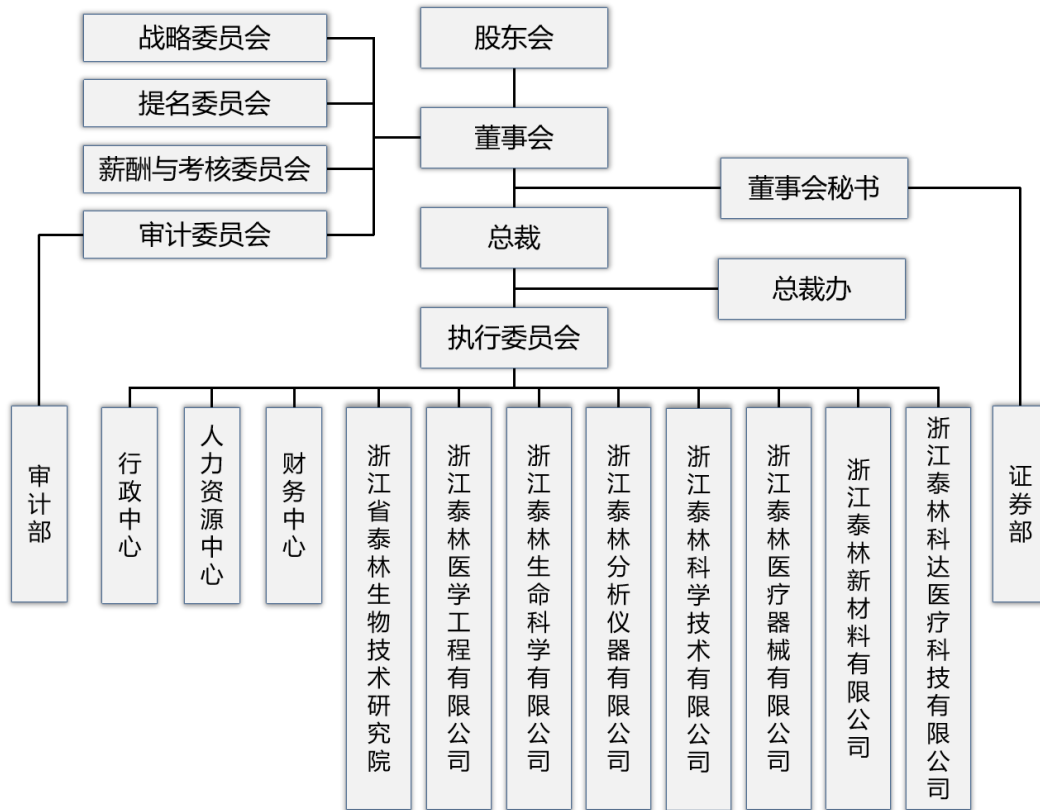 战略委员会
股东会
提名委员会
董事会
薪酬与考核委员会
董事会秘书
审计委员会
总裁
总裁办
执行委员会
审计部
行政中心
人力资源中心
财务中心
浙江省泰林生物技术研究院
浙江泰林医学工程有限公司
浙江泰林生命科学有限公司
浙江泰林分析仪器有限公司
浙江泰林科学技术有限公司
浙江泰林医疗器械有限公司
浙江泰林新材料有限公司
浙江泰林科达医疗科技有限公司
证券部